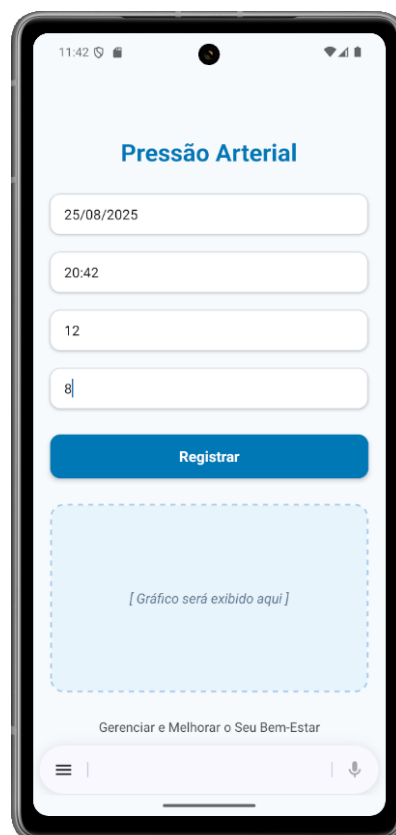 11:42
Pressão Arterial
25/08/2025
20:42
12
8
Registrar
[ Gráfico será exibido aqui ]
Gerenciar e Melhorar o Seu Bem-Estar